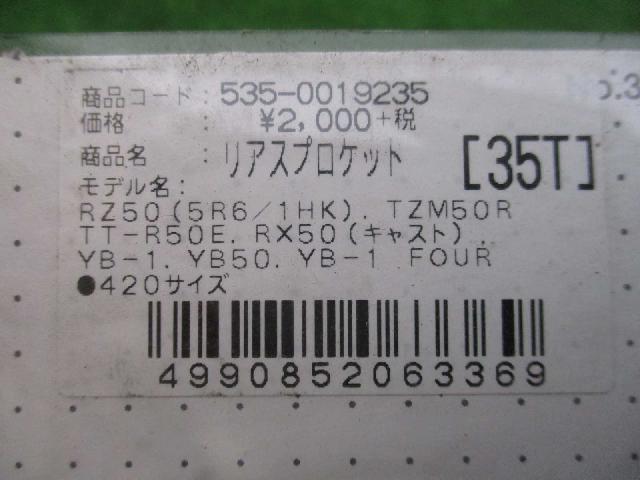 商品コード : 535-0019235
価格 : ¥2,000+税
商品名 : リアスプロケット [35T]
モデル名:
RZ50(5R6/1HK). TZM50R
TT-R50E. RX50(キャスト).
YB-1. YB50. YB-1 FOUR
●420サイズ
4990852063369